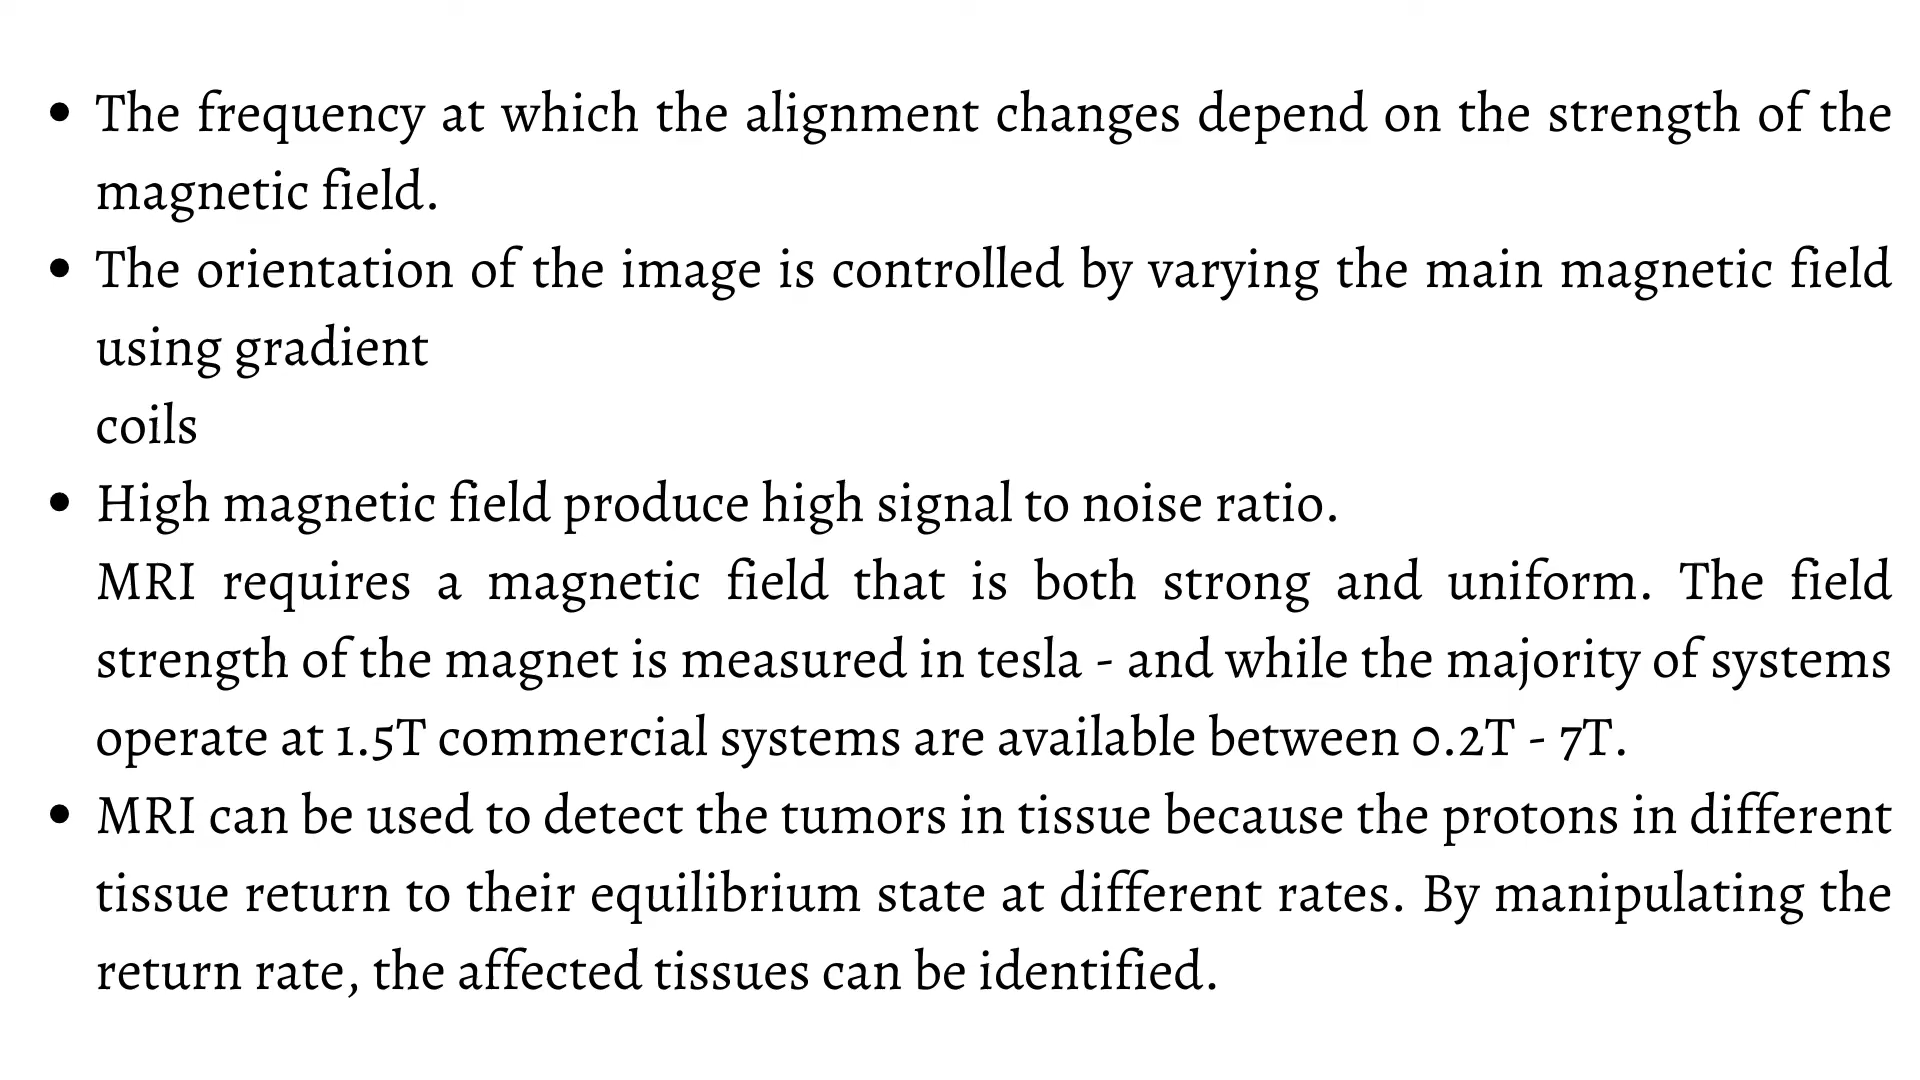 • The frequency at which the alignment changes depend on the strength of the
magnetic field.
• The orientation of the image is controlled by varying the main magnetic field
using gradient
coils
• High magnetic field produce high signal to noise ratio.
MRI requires a magnetic field that is both strong and uniform. The field
strength of the magnet is measured in tesla - and while the majority of systems
operate at 1.5T commercial systems are available between 0.2T - 7T.
• MRI can be used to detect the tumors in tissue because the protons in different
tissue return to their equilibrium state at different rates. By manipulating the
return rate, the affected tissues can be identified.